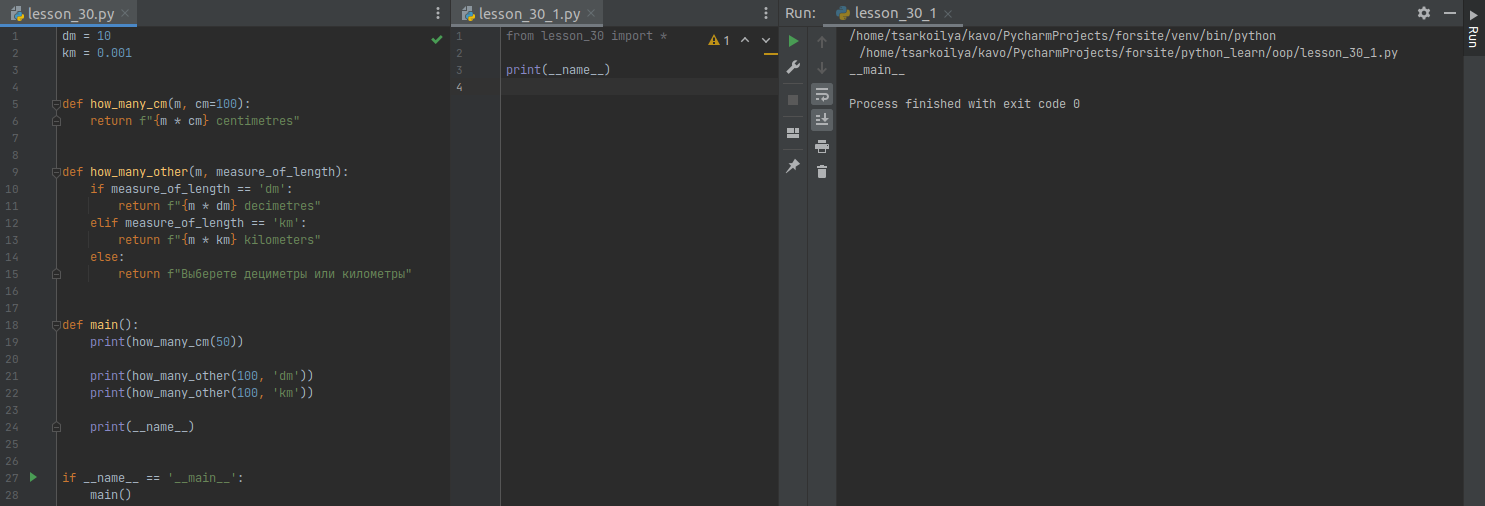 lesson_30.py
1 dm = 10
2 km = 0.001
3
4
5 def how_many_cm(m, cm=100):
6     return f"{m * cm} centimetres"
7
8
9 def how_many_other(m, measure_of_length):
10     if measure_of_length == 'dm':
11         return f"{m * dm} decimetres"
12     elif measure_of_length == 'km':
13         return f"{m * km} kilometers"
14     else:
15         return f"Выберете дециметры или километры"
16
17
18 def main():
19     print(how_many_cm(50))
20
21     print(how_many_other(100, 'dm'))
22     print(how_many_other(100, 'km'))
23
24     print(__name__)
25
26
27 if __name__ == '__main__':
28     main()
lesson_30_1.py
1 from lesson_30 import *
2
3 print(__name__)
4
1
Run: lesson_30_1
/home/tsarkoilya/kavo/PycharmProjects/forsite/venv/bin/python
/home/tsarkoilya/kavo/PycharmProjects/forsite/python_learn/oop/lesson_30_1.py
__main__
Process finished with exit code 0
Run